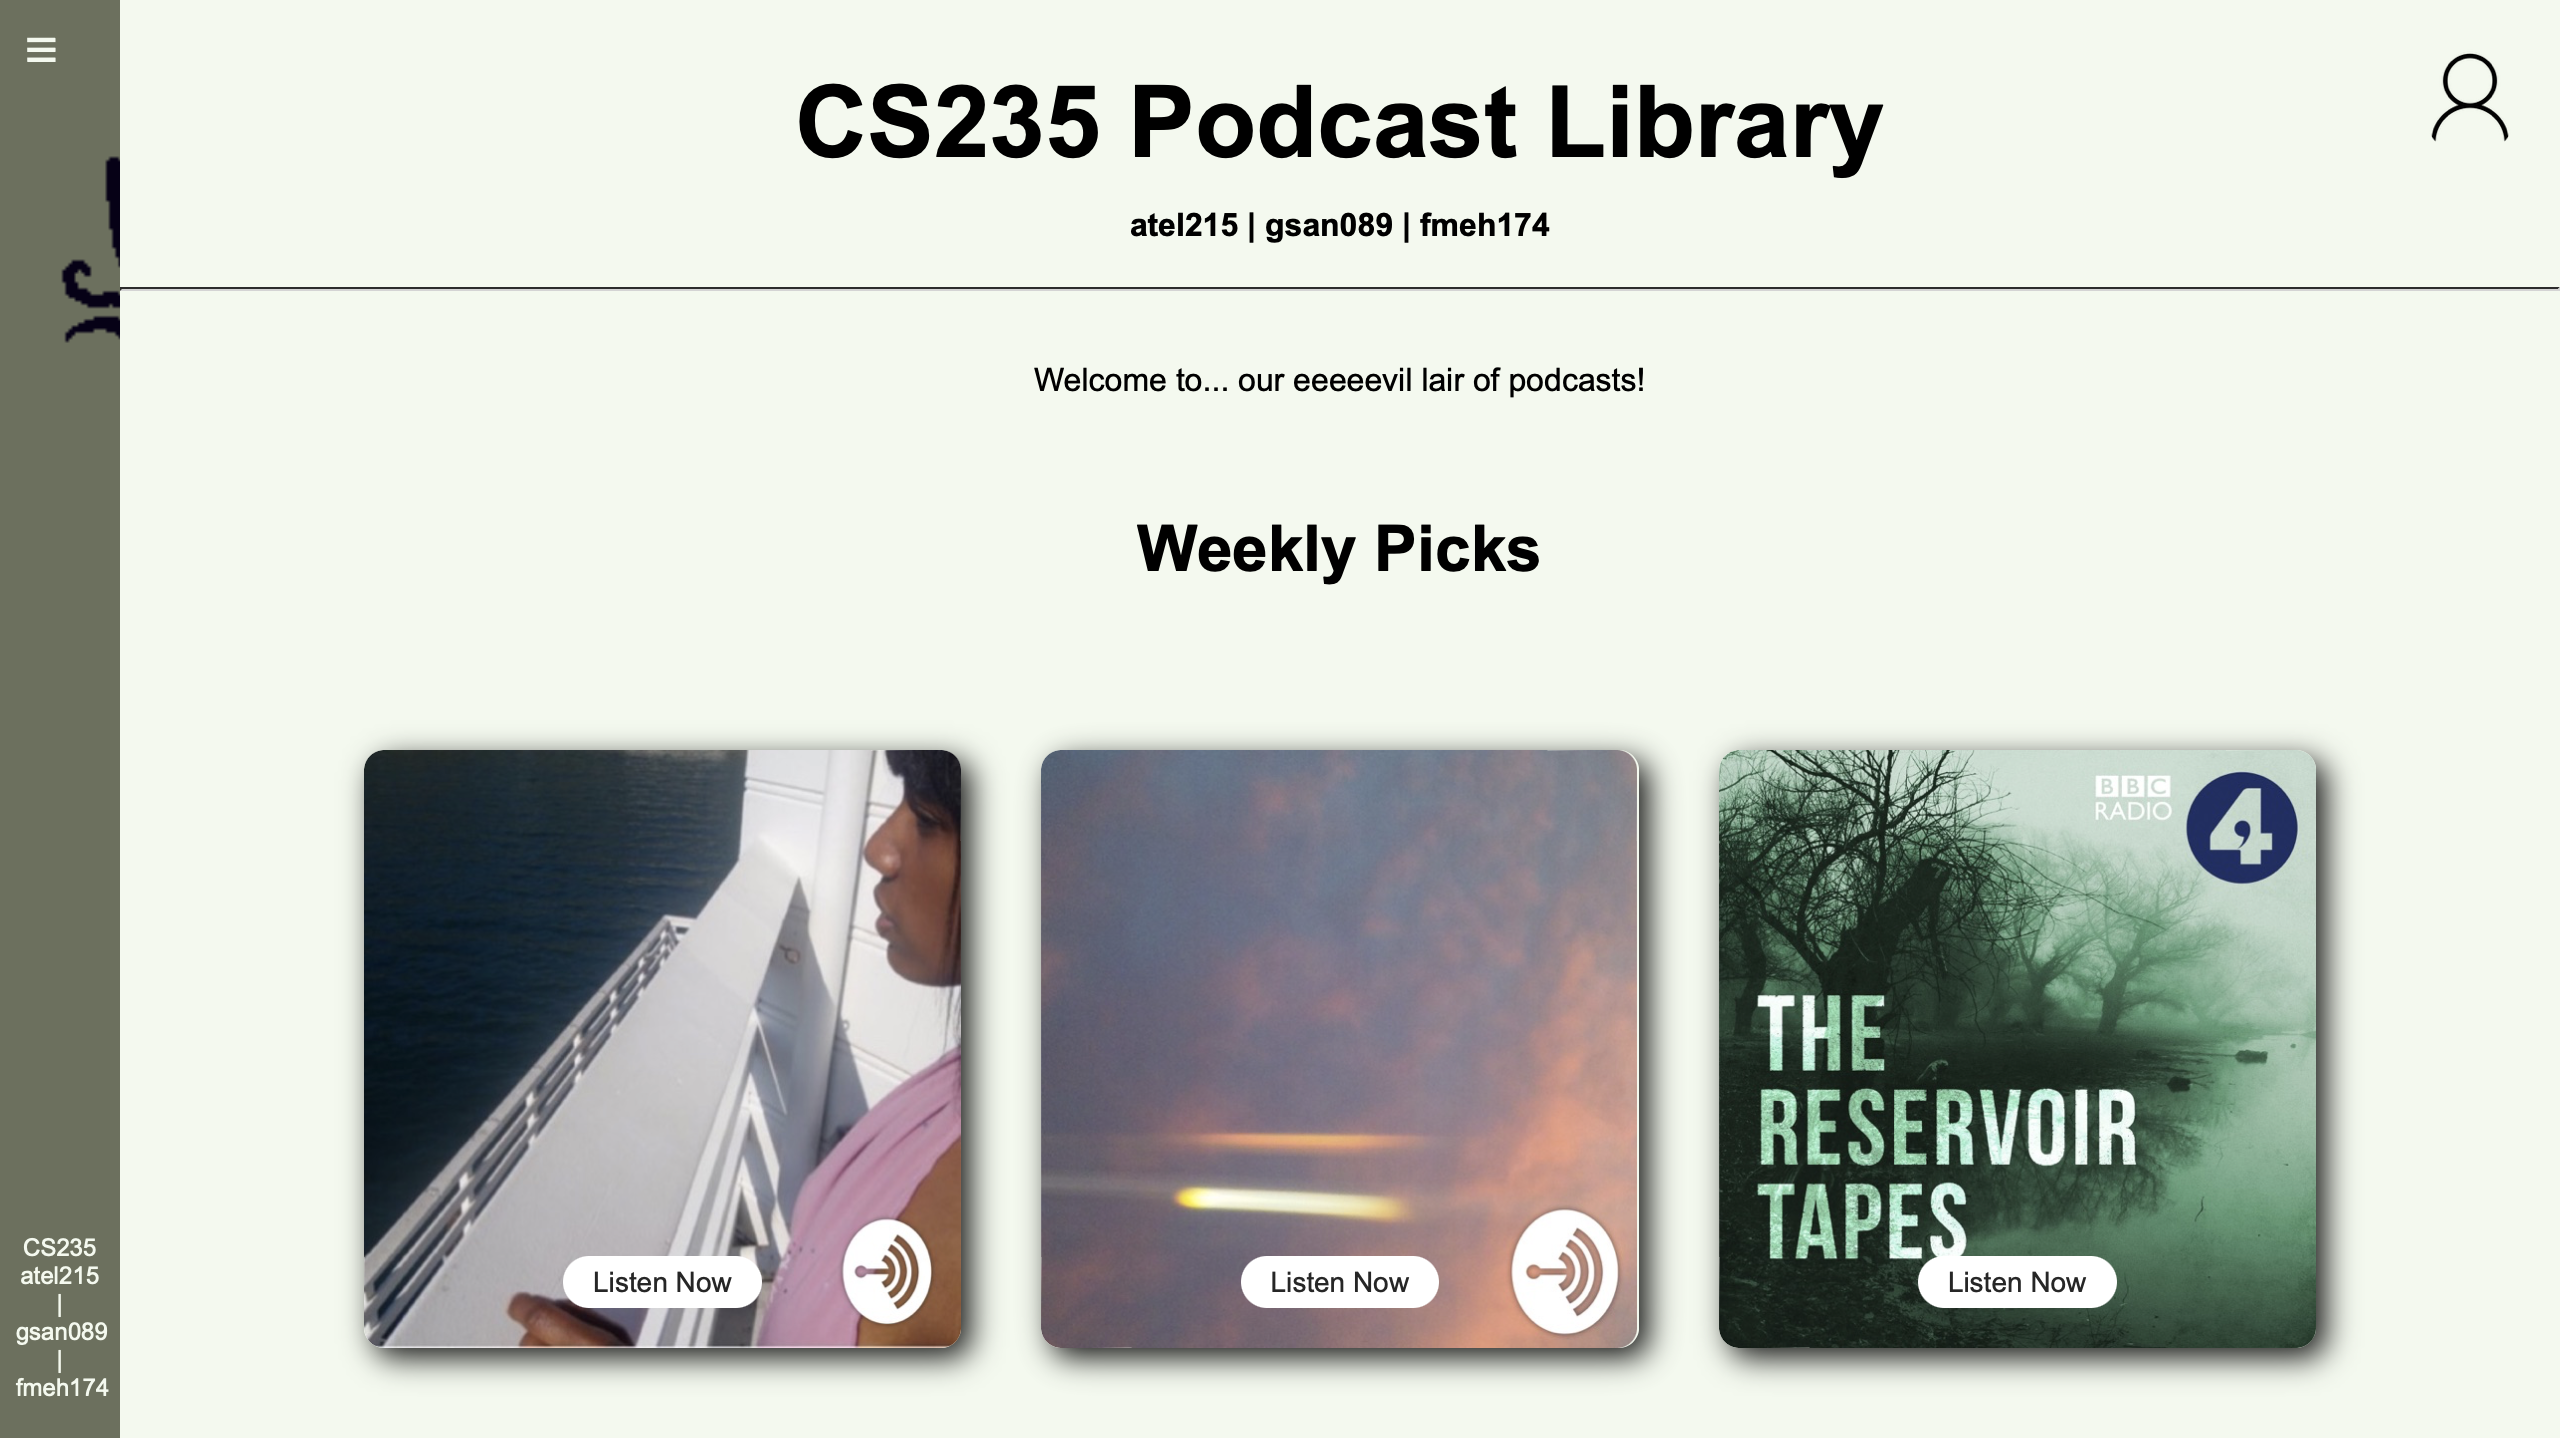 CS235 Podcast Library
atel215 | gsan089 | fmeh174
Welcome to... our eeeeevil lair of podcasts!
Weekly Picks
Listen Now
Listen Now
BBC
RADIO
4
THE
RESERVOIR
TAPES
Listen Now
CS235
atel215
|
gsan089
|
fmeh174